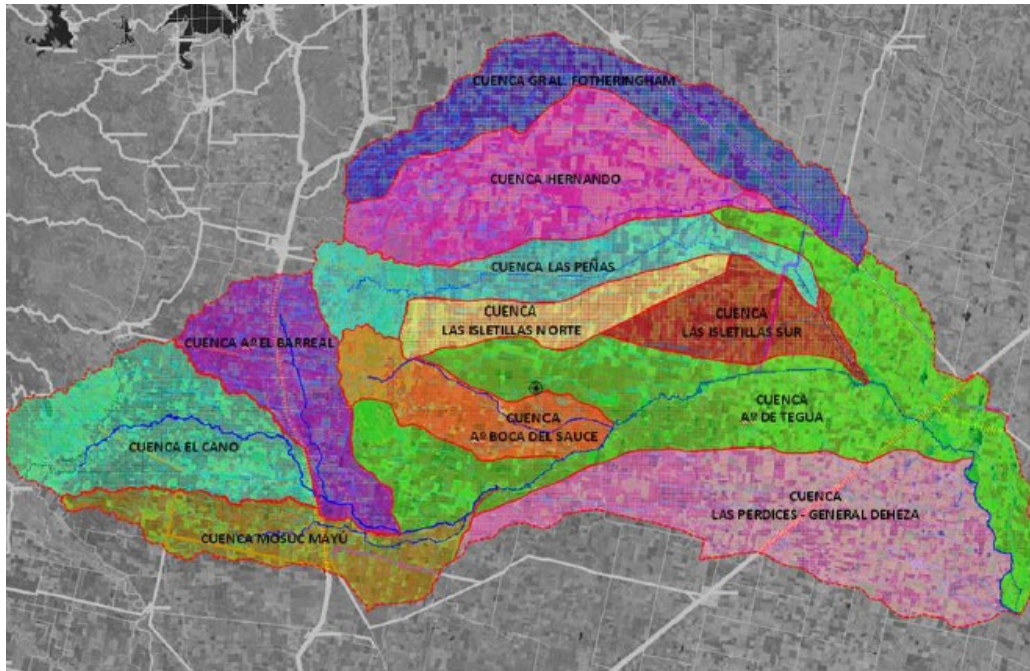 CUENCA GRAL. FOTHERINGHAM
CUENCA HERNANDO
CUENCA LAS PEÑAS
CUENCA
LAS ISLETILLAS NORTE
CUENCA
LAS ISLETILLAS SUR
CUENCA Aº EL BARREAL
CUENCA
Aº DE TEGUA
CUENCA
Aº BOCA DEL SAUCE
CUENCA EL CANO
CUENCA
LAS PERDICES - GENERAL DEHEZA
CUENCA MOSUC MAYÚ